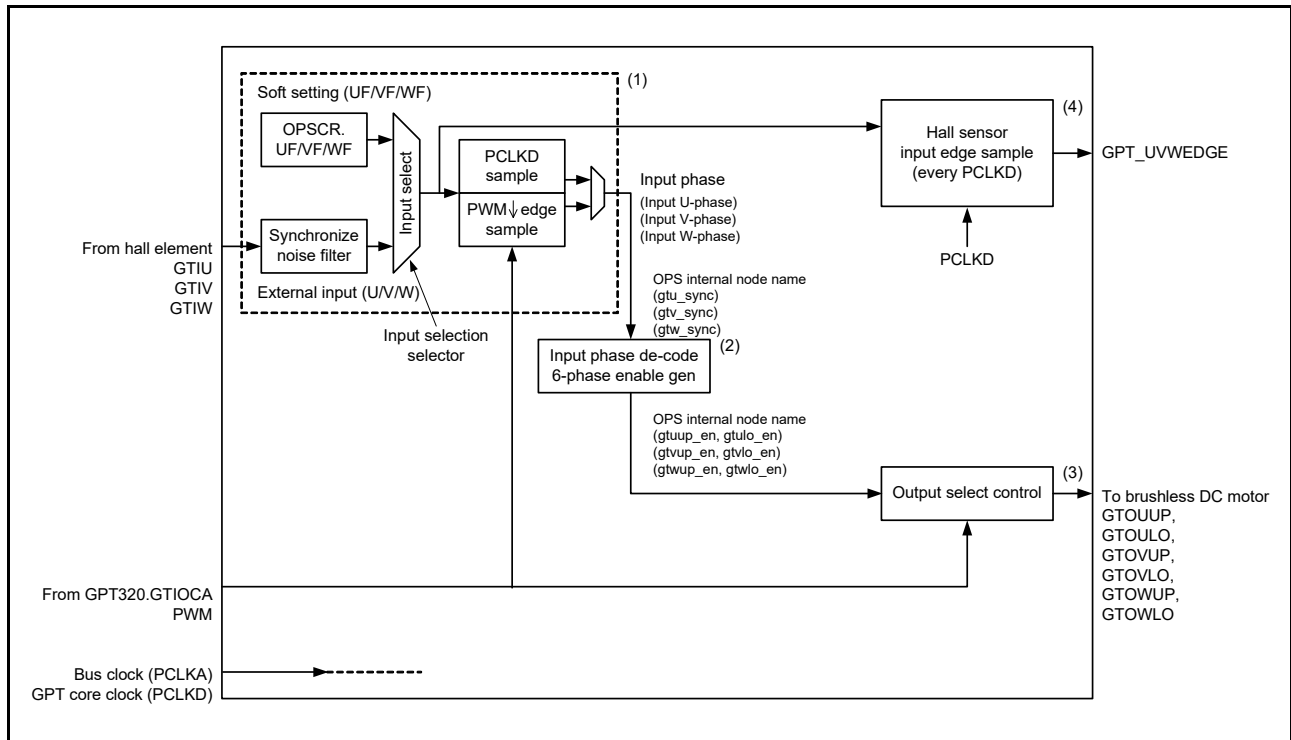 (1)
Soft setting (UF/VF/WF)
OPSCR.
UF/VF/WF
Input select
PCLKD
sample
PWM↓edge
sample
Synchronize
noise filter
External input (U/V/W)
Input selection
selector
From hall element
GTIU
GTIV
GTIW
Input phase
(Input U-phase)
(Input V-phase)
(Input W-phase)
(4)
Hall sensor
input edge sample
(every PCLKD)
GPT_UVWEDGE
PCLKD
OPS internal node name
(gtu_sync)
(gtv_sync)
(gtw_sync)
(2)
Input phase de-code
6-phase enable gen
OPS internal node name
(gtuup_en, gtulo_en)
(gtvup_en, gtvlo_en)
(gtwup_en, gtwlo_en)
(3)
Output select control
To brushless DC motor
GTOUUP,
GTOULO,
GTOVUP,
GTOVLO,
GTOWUP,
GTOWLO
From GPT320.GTIOCA
PWM
Bus clock (PCLKA)
GPT core clock (PCLKD)